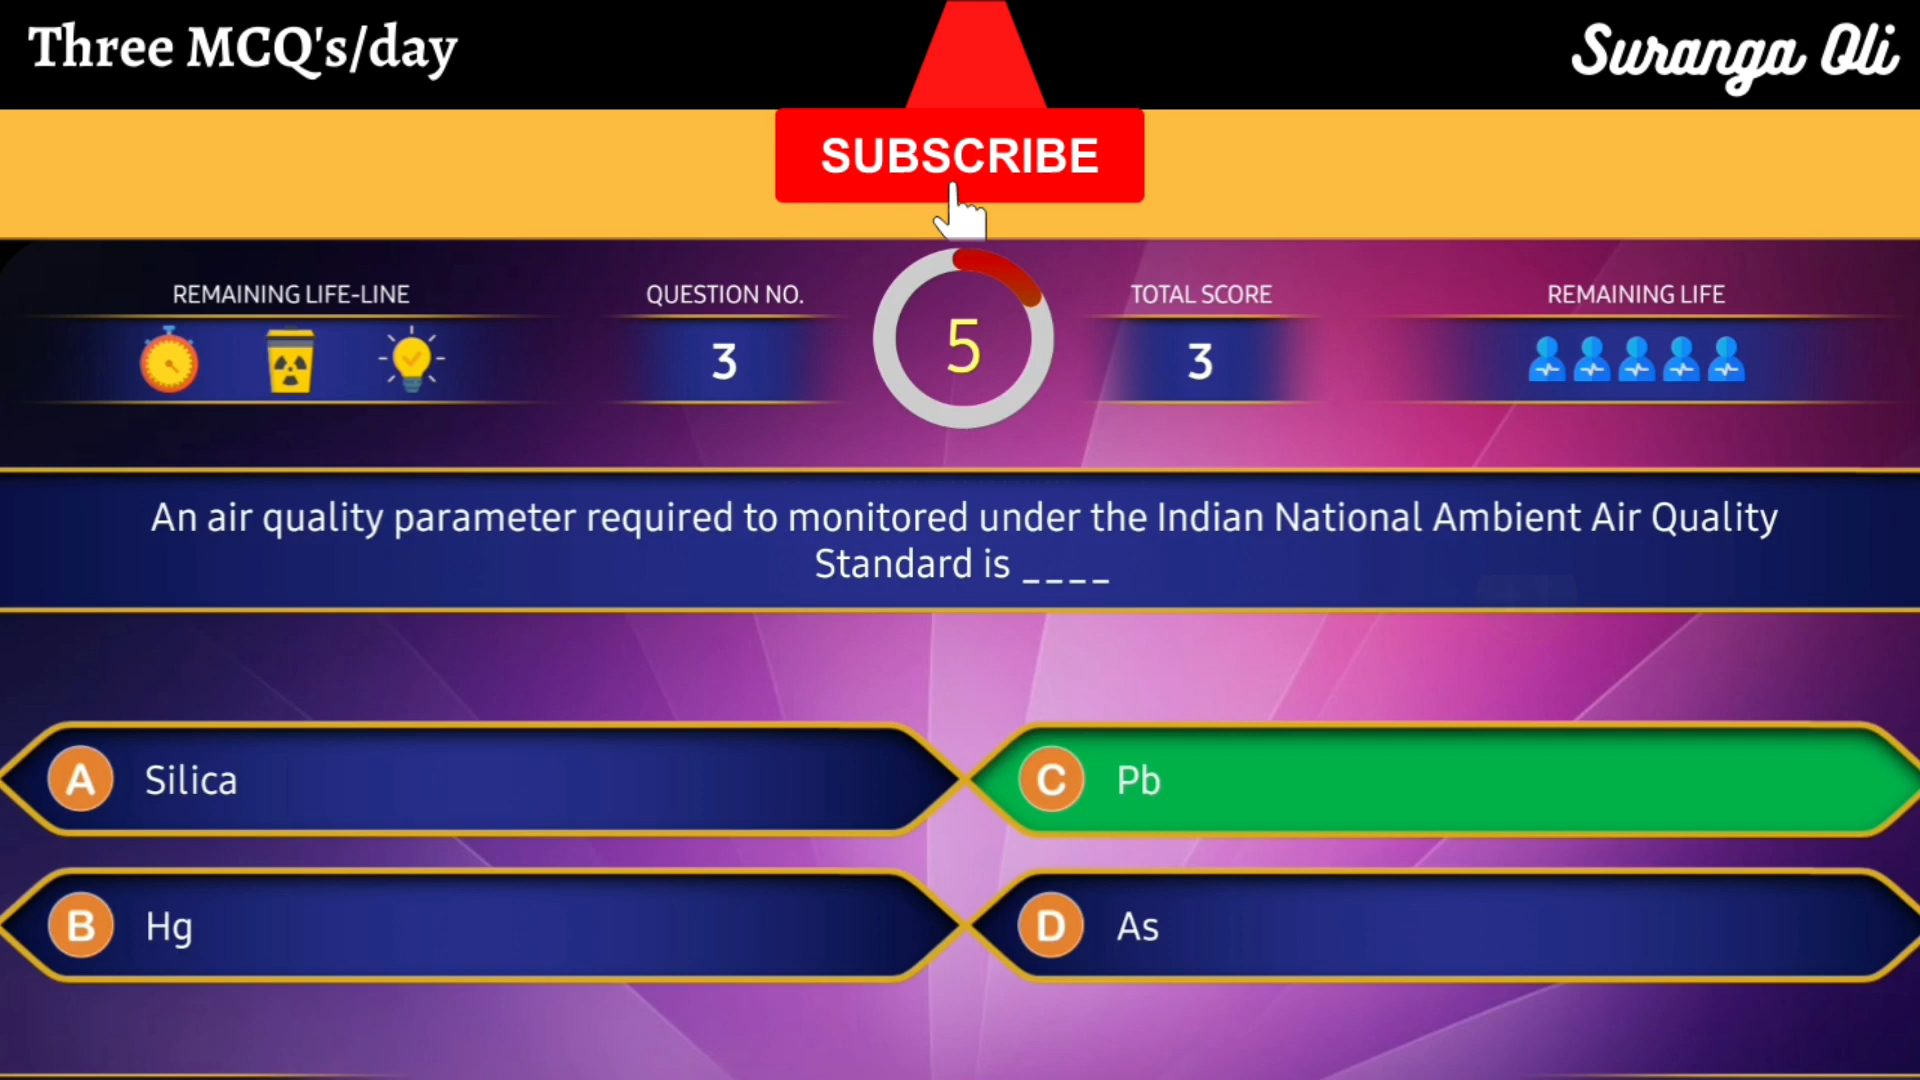 Three MCQ's/day
Suranga Oli
SUBSCRIBE
REMAINING LIFE-LINE
QUESTION NO.
TOTAL SCORE
REMAINING LIFE
3
5
3
An air quality parameter required to monitored under the Indian National Ambient Air Quality
Standard is ____
A Silica
C Pb
B Hg
D As